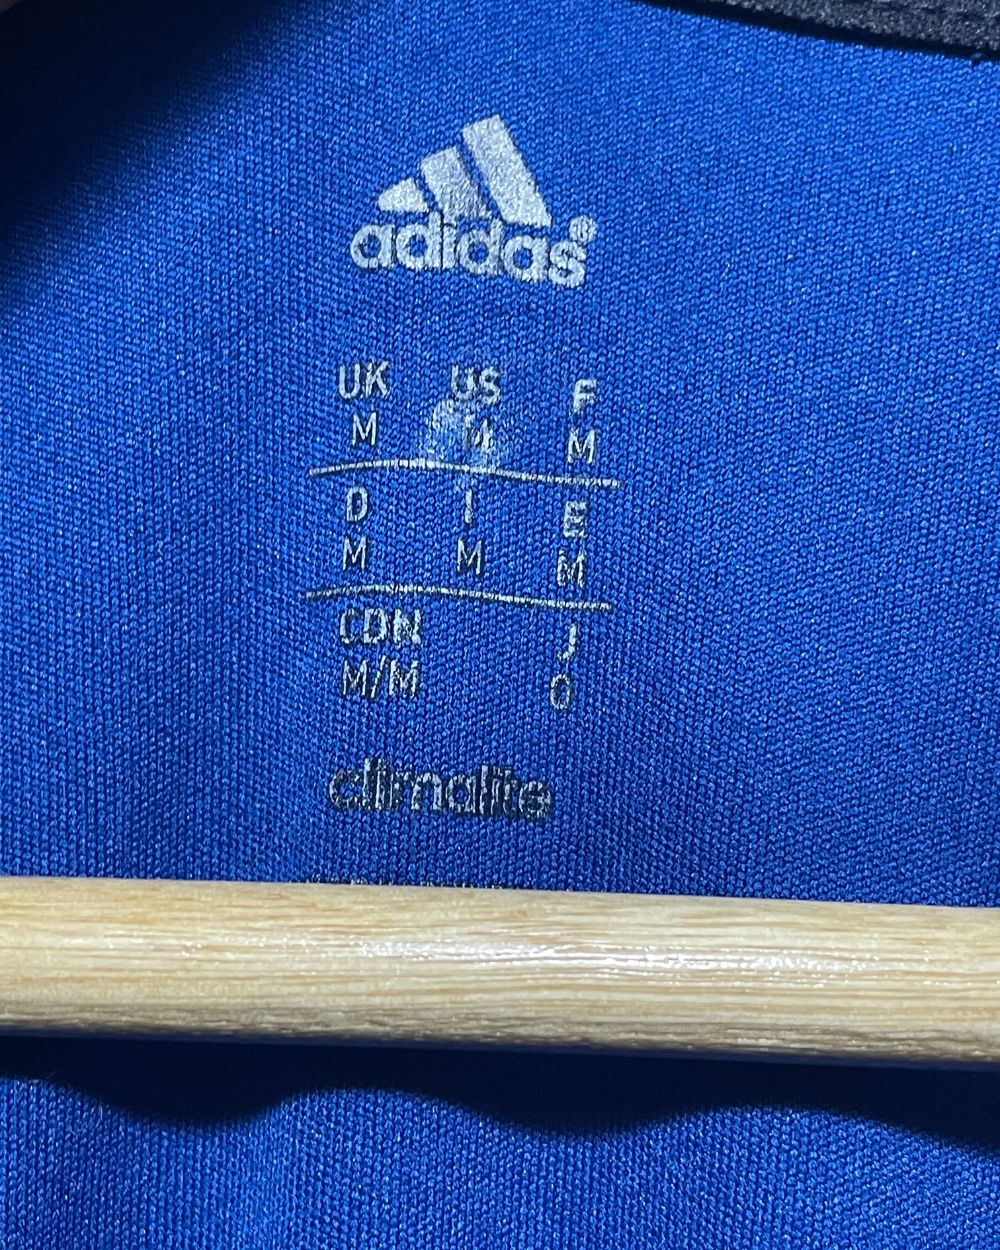 adidas®
UK US F
M M M
D I E
M M M
CDN J
M/M O
climalite